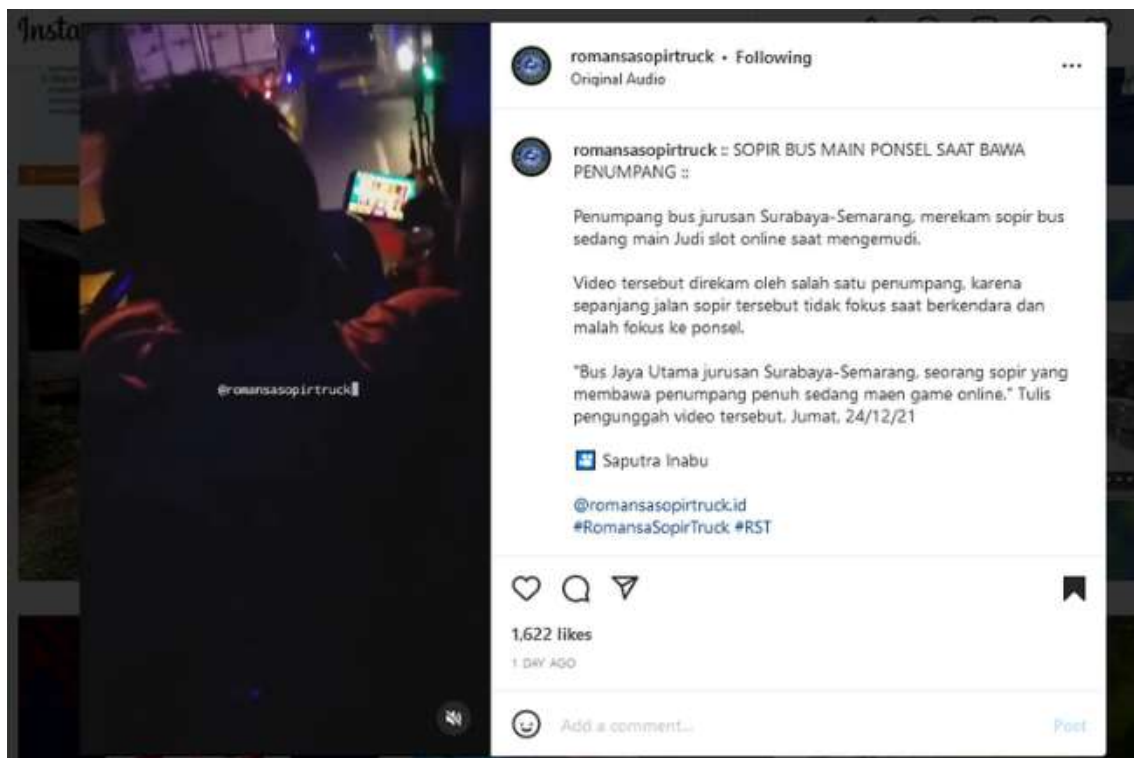 Insta
romansasopirtruck • Following
Original Audio
...
romansasopirtruck :: SOPIR BUS MAIN PONSEL SAAT BAWA
PENUMPANG ::
Penumpang bus jurusan Surabaya-Semarang, merekam sopir bus
sedang main Judi slot online saat mengemudi.
Video tersebut direkam oleh salah satu penumpang, karena
sepanjang jalan sopir tersebut tidak fokus saat berkendara dan
malah fokus ke ponsel.
"Bus Jaya Utama jurusan Surabaya-Semarang, seorang sopir yang
membawa penumpang penuh sedang maen game online." Tulis
pengunggah video tersebut. Jumat, 24/12/21
Saputra Inabu
@romansasopirtruck.id
#RomansaSopirTruck #RST
1,622 likes
1 DAY AGO
Add a comment...
Post
@romansasopirtruck